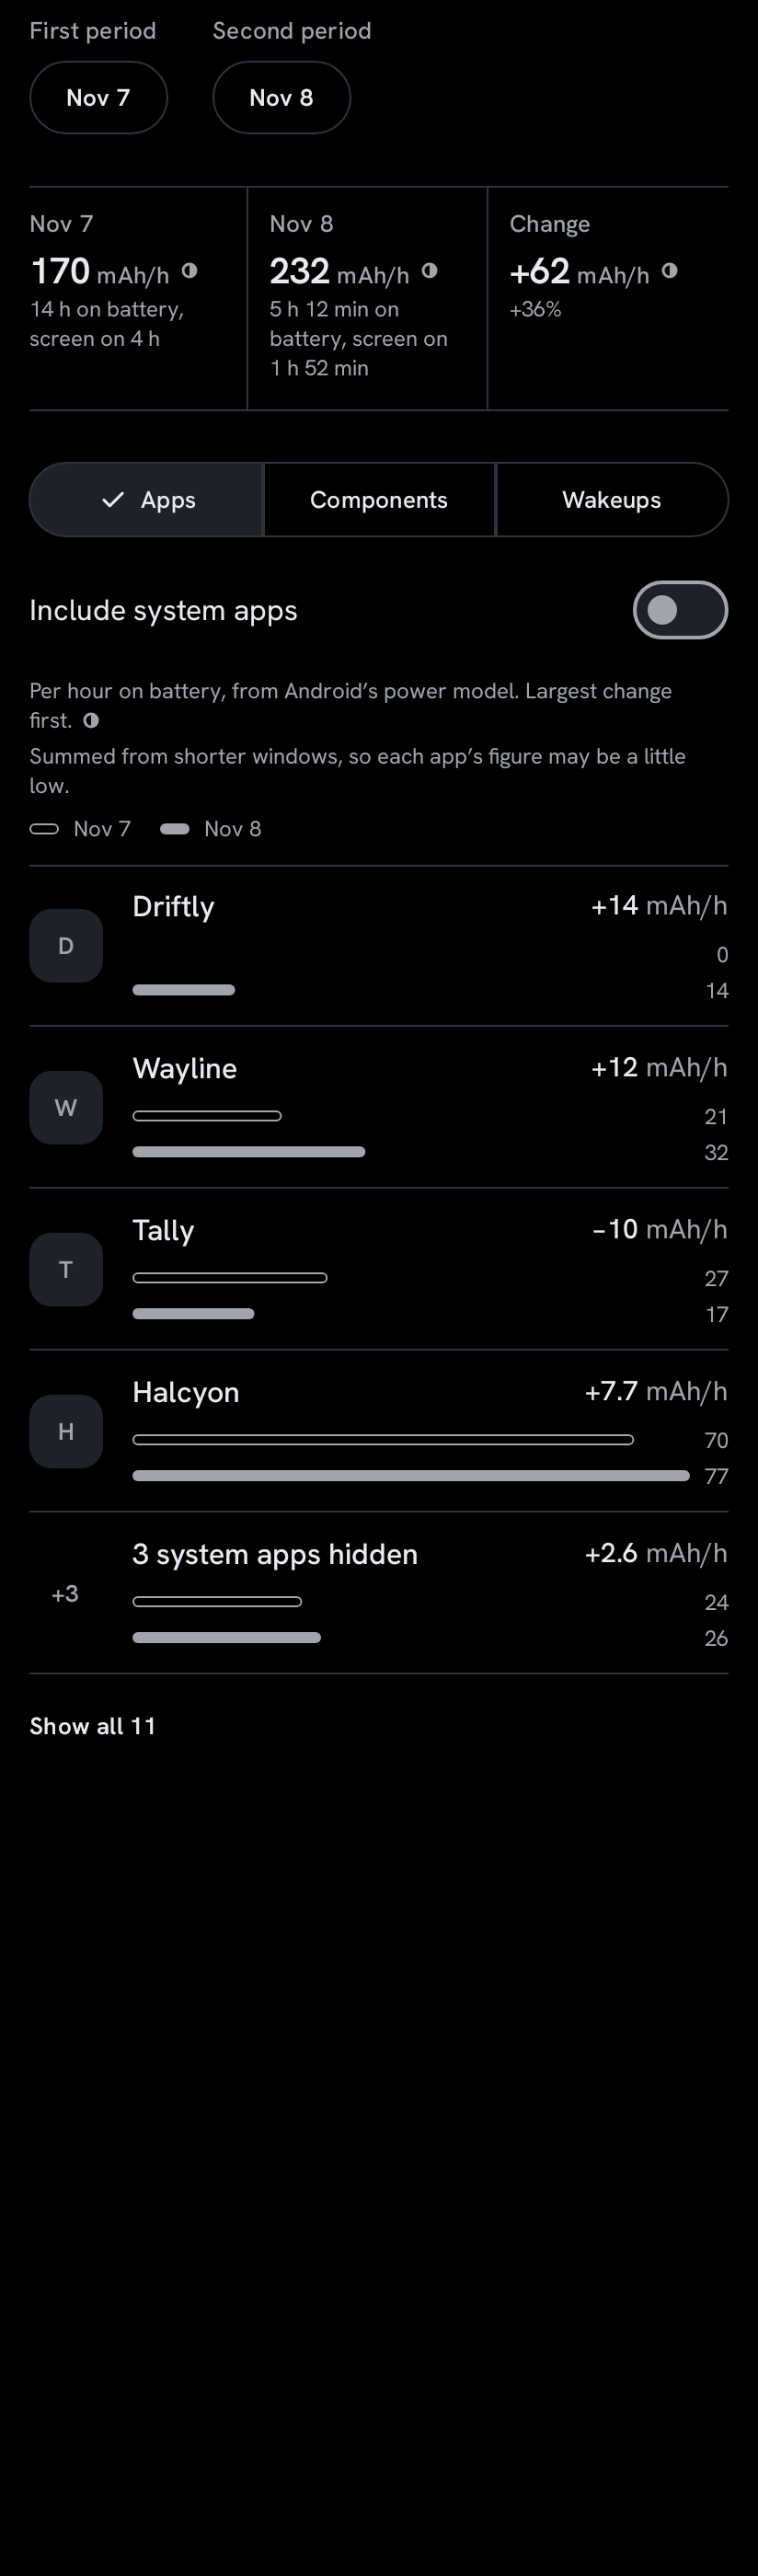 First period
Second period
Nov 7
Nov 8
Nov 7
170 mAh/h
14 h on battery,
screen on 4 h
Nov 8
232 mAh/h
5 h 12 min on
battery, screen on
1 h 52 min
Change
+62 mAh/h
+36%
Apps
Components
Wakeups
Include system apps
Per hour on battery, from Android’s power model. Largest change
first.
Summed from shorter windows, so each app’s figure may be a little
low.
Nov 7
Nov 8
D
Driftly
+14 mAh/h
0
14
W
Wayline
+12 mAh/h
21
32
T
Tally
−10 mAh/h
27
17
H
Halcyon
+7.7 mAh/h
70
77
+3
3 system apps hidden
+2.6 mAh/h
24
26
Show all 11